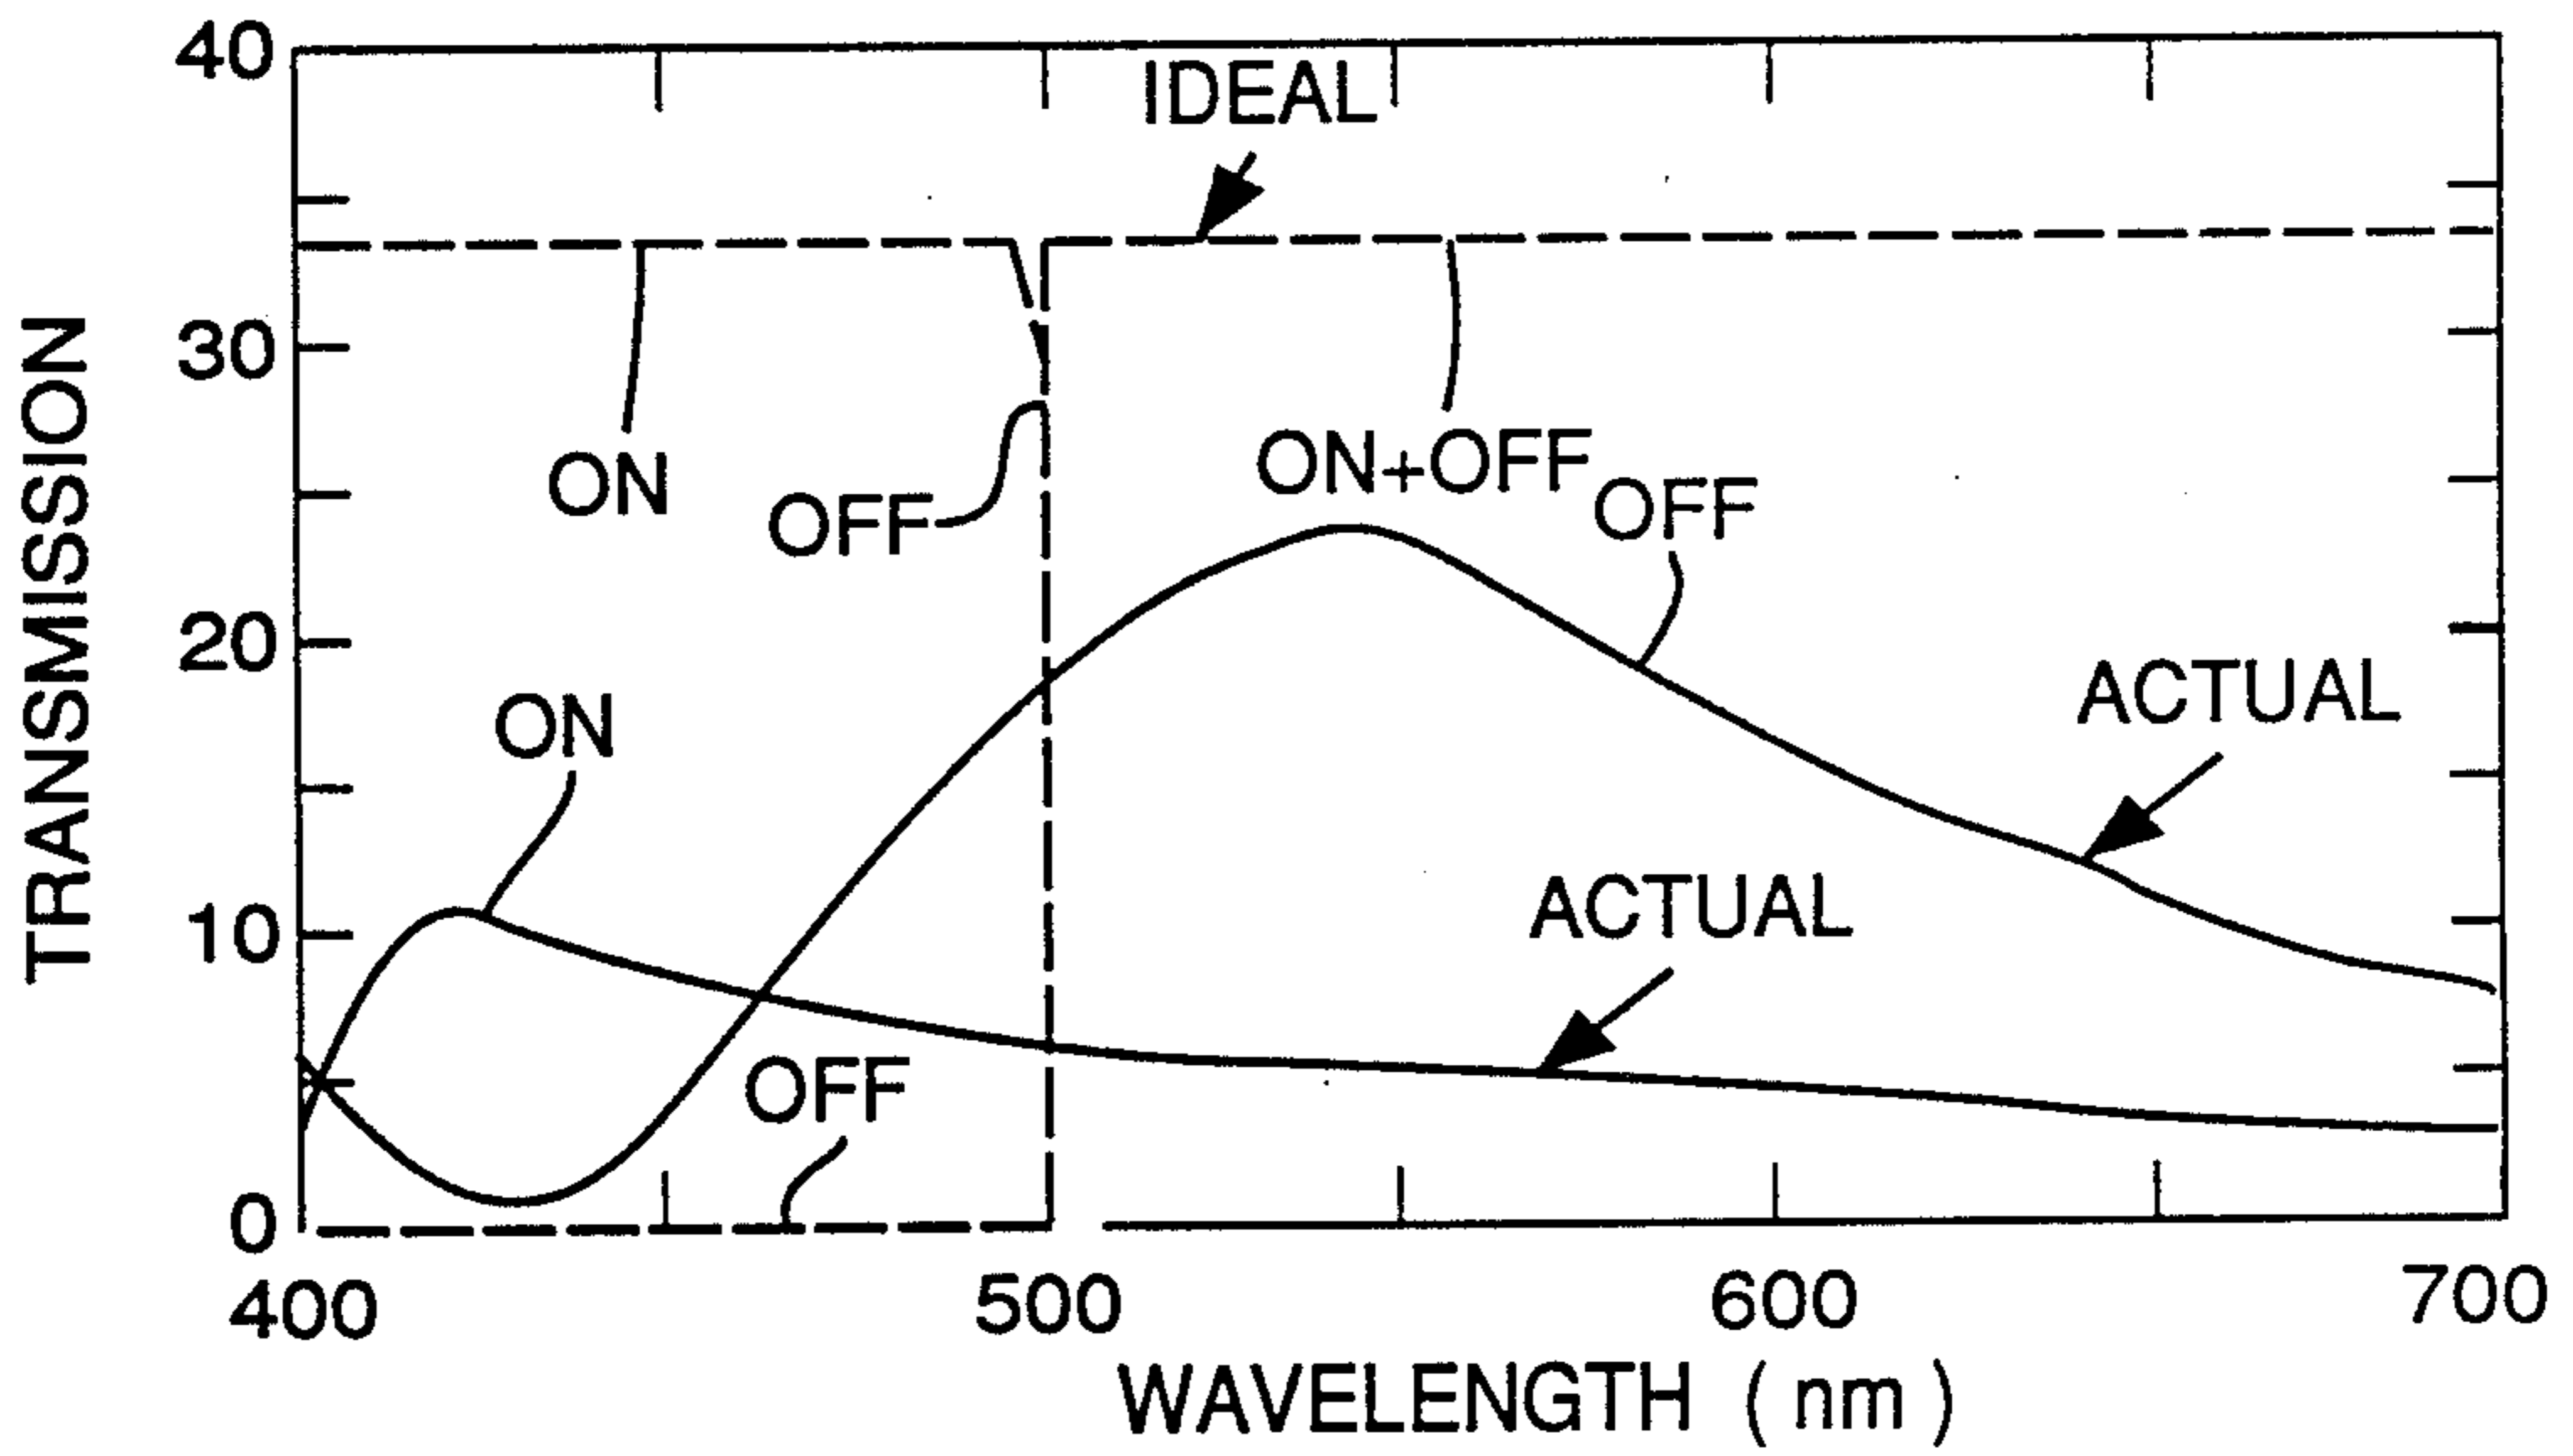 40
IDEAL
30
ON
OFF
ON+OFF
OFF
20
ON
ACTUAL
10
ACTUAL
OFF
0
400
500
600
700
TRANSMISSION
WAVELENGTH (nm)